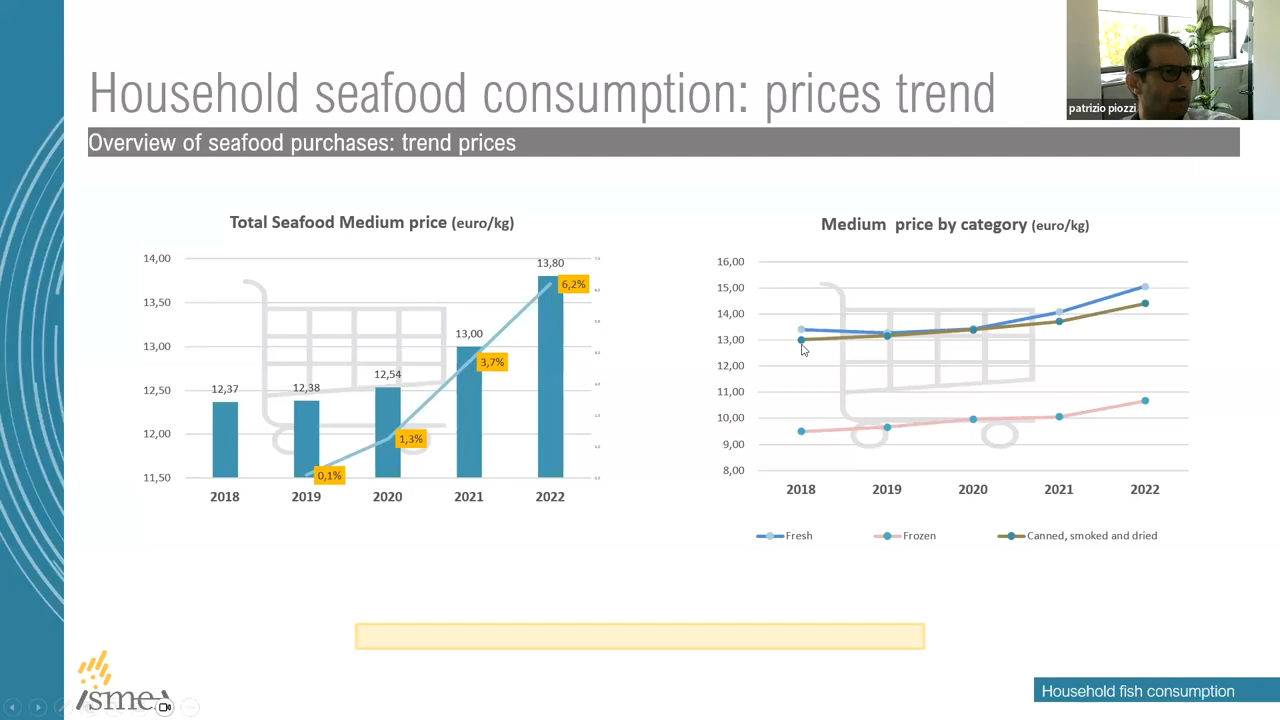 Household seafood consumption: prices trend
patrizio piozzi
Overview of seafood purchases: trend prices
Total Seafood Medium price (euro/kg)
14,00
13,50
13,00
12,50
12,00
11,50
12,37
12,38
12,54
13,00
13,80
0,1%
1,3%
3,7%
6,2%
2018 2019 2020 2021 2022
Medium price by category (euro/kg)
16,00
15,00
14,00
13,00
12,00
11,00
10,00
9,00
8,00
2018 2019 2020 2021 2022
Fresh Frozen Canned, smoked and dried
ismea
Household fish consumption